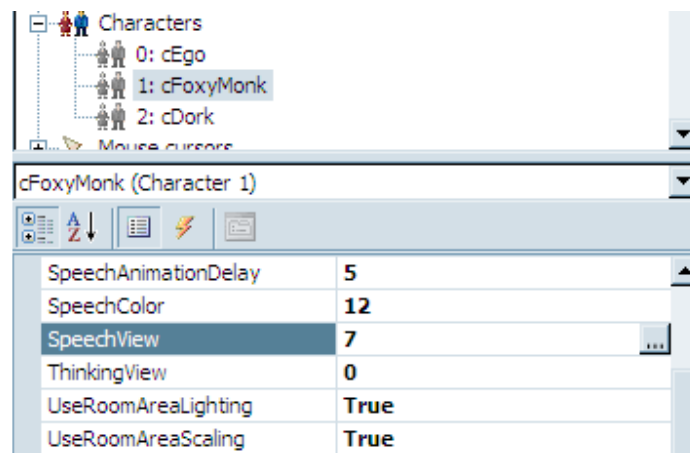 Characters
0: cEgo
1: cFoxyMonk
2: cDork
Mouse cursors
cFoxyMonk (Character 1)
A
Z
SpeechAnimationDelay 5
SpeechColor 12
SpeechView 7 ...
ThinkingView 0
UseRoomAreaLighting True
UseRoomAreaScaling True